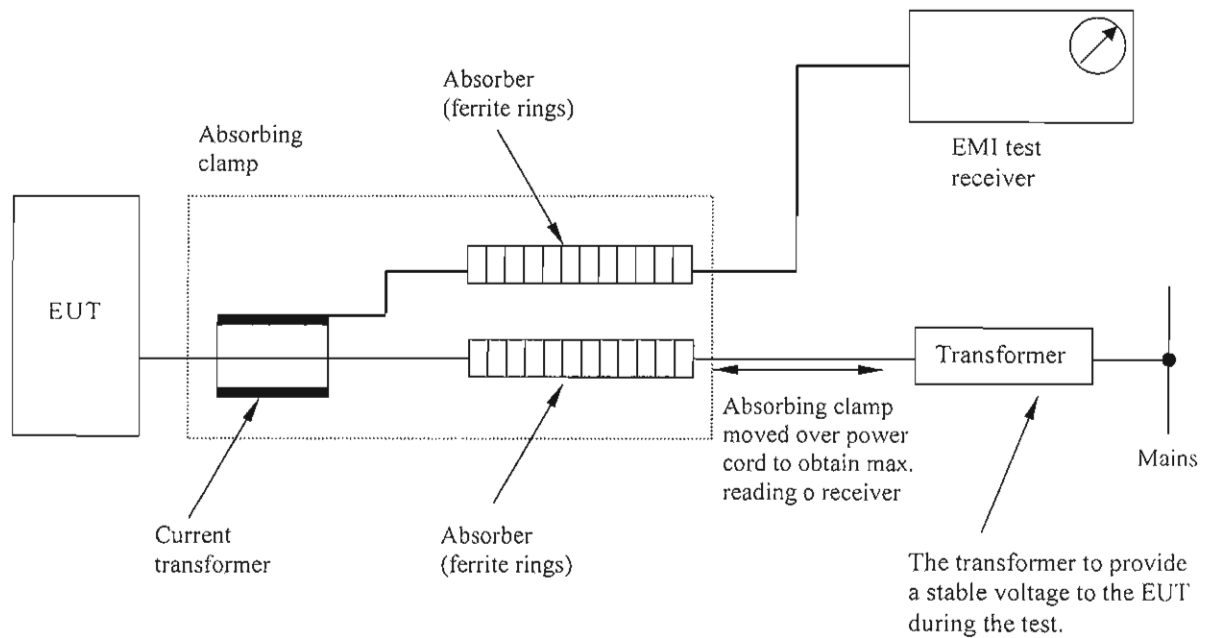 Absorber
(ferrite rings)
Absorbing
clamp
EMI test
receiver
EUT
Transformer
Absorbing clamp
moved over power
cord to obtain max.
reading o receiver
Mains
Current
transformer
Absorber
(ferrite rings)
The transformer to provide
a stable voltage to the EUT
during the test.